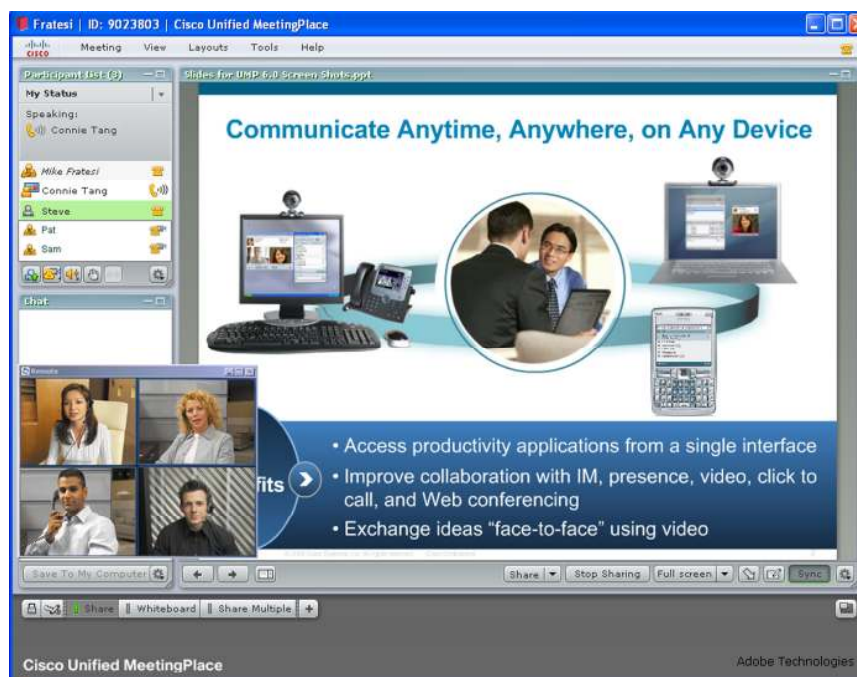 Fratesi | ID: 9023803 | Cisco Unified MeetingPlace
CISCO
Meeting View Layouts Tools Help
Participant List (3)
My Status
Speaking:
Connie Tang
Mike Fratesi
Connie Tang
Steve
Pat
Sam
Chat
Remote
Save To My Computer
Slides for UMP 6.0 Screen Shots.ppt
Communicate Anytime, Anywhere, on Any Device
fits
• Access productivity applications from a single interface
• Improve collaboration with IM, presence, video, click to
call, and Web conferencing
• Exchange ideas “face-to-face” using video
Share Stop Sharing Full screen Sync
Share Whiteboard Share Multiple +
Cisco Unified MeetingPlace
Adobe Technologies